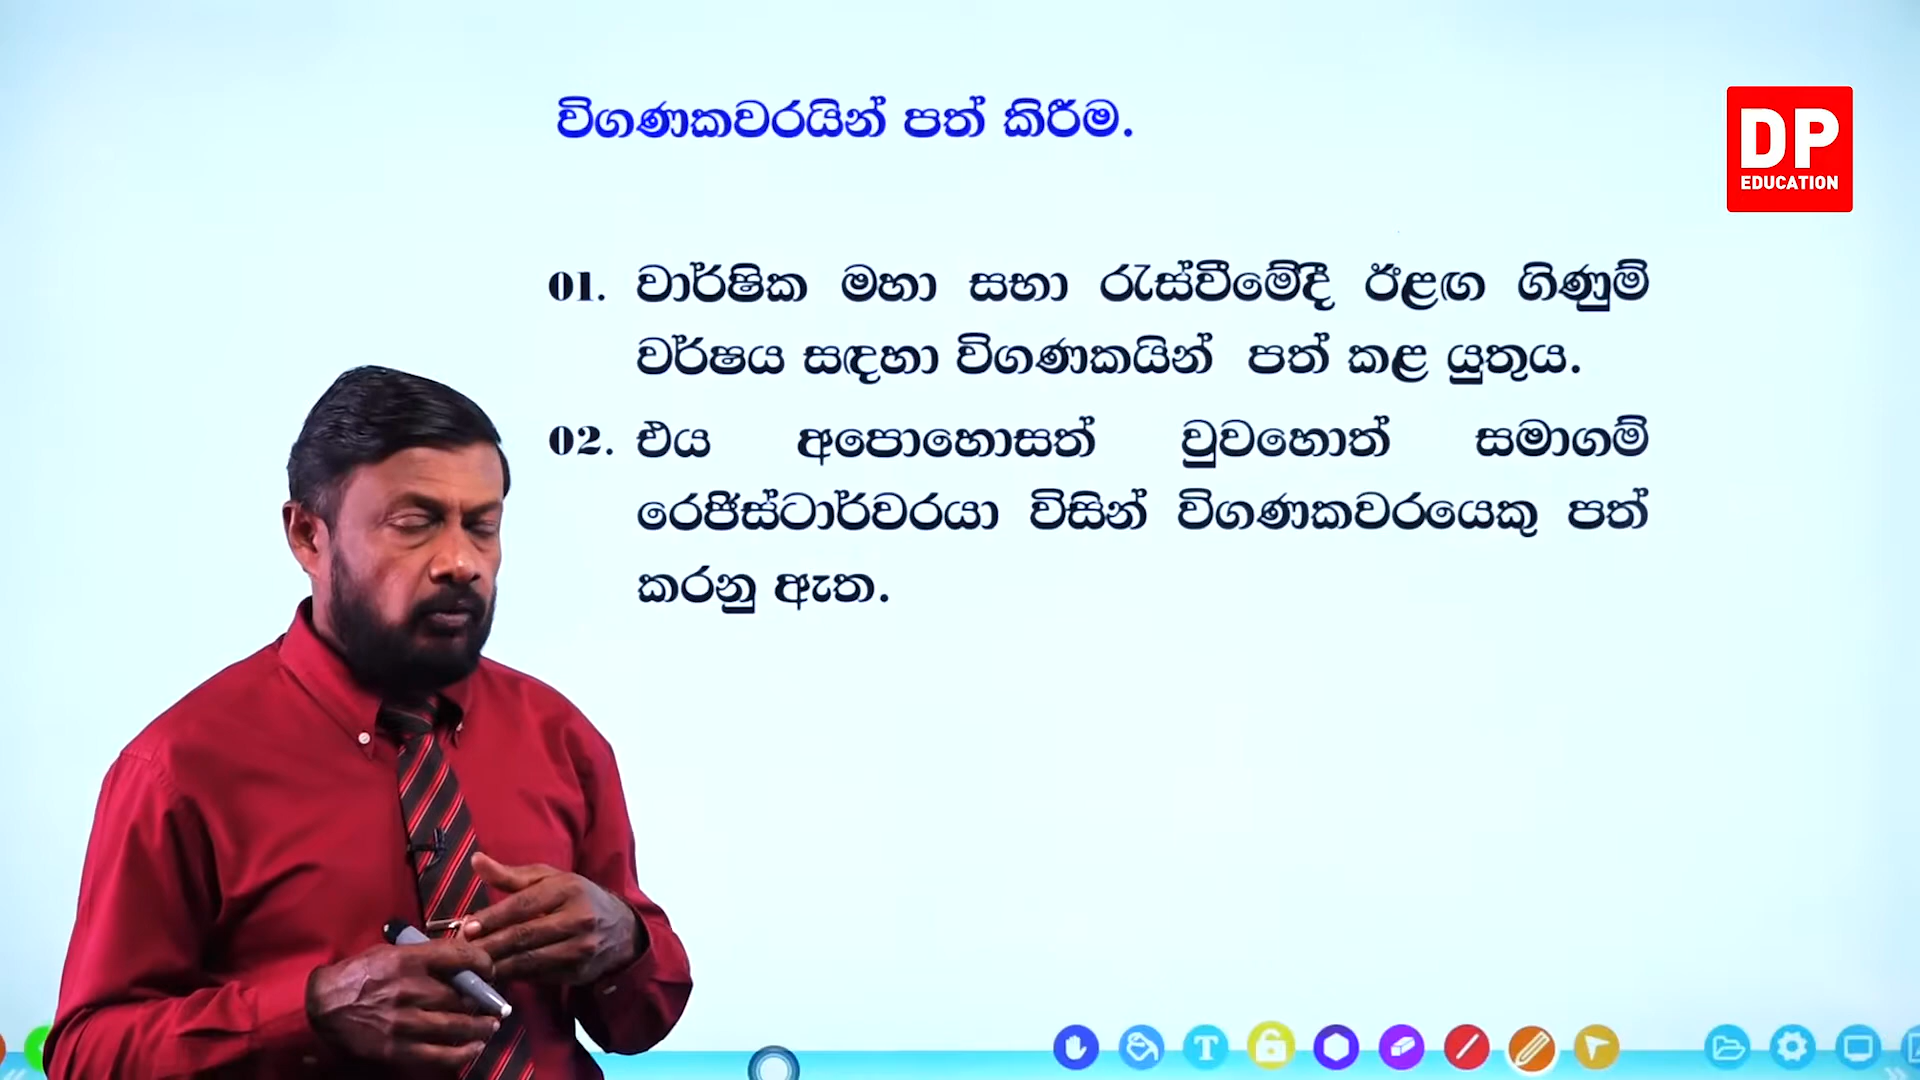 විගණකවරයින් පත් කිරීම.
DP
EDUCATION
01. වාර්ෂික මහා සභා රැස්වීමේදී ඊළඟ ගිණුම්
වර්ෂය සඳහා විගණකයින් පත් කළ යුතුය.
02. එය අපොහොසත් වුවහොත් සමාගම්
රෙජිස්ටාර්වරයා විසින් විගණකවරයෙකු පත්
කරනු ඇත.
T